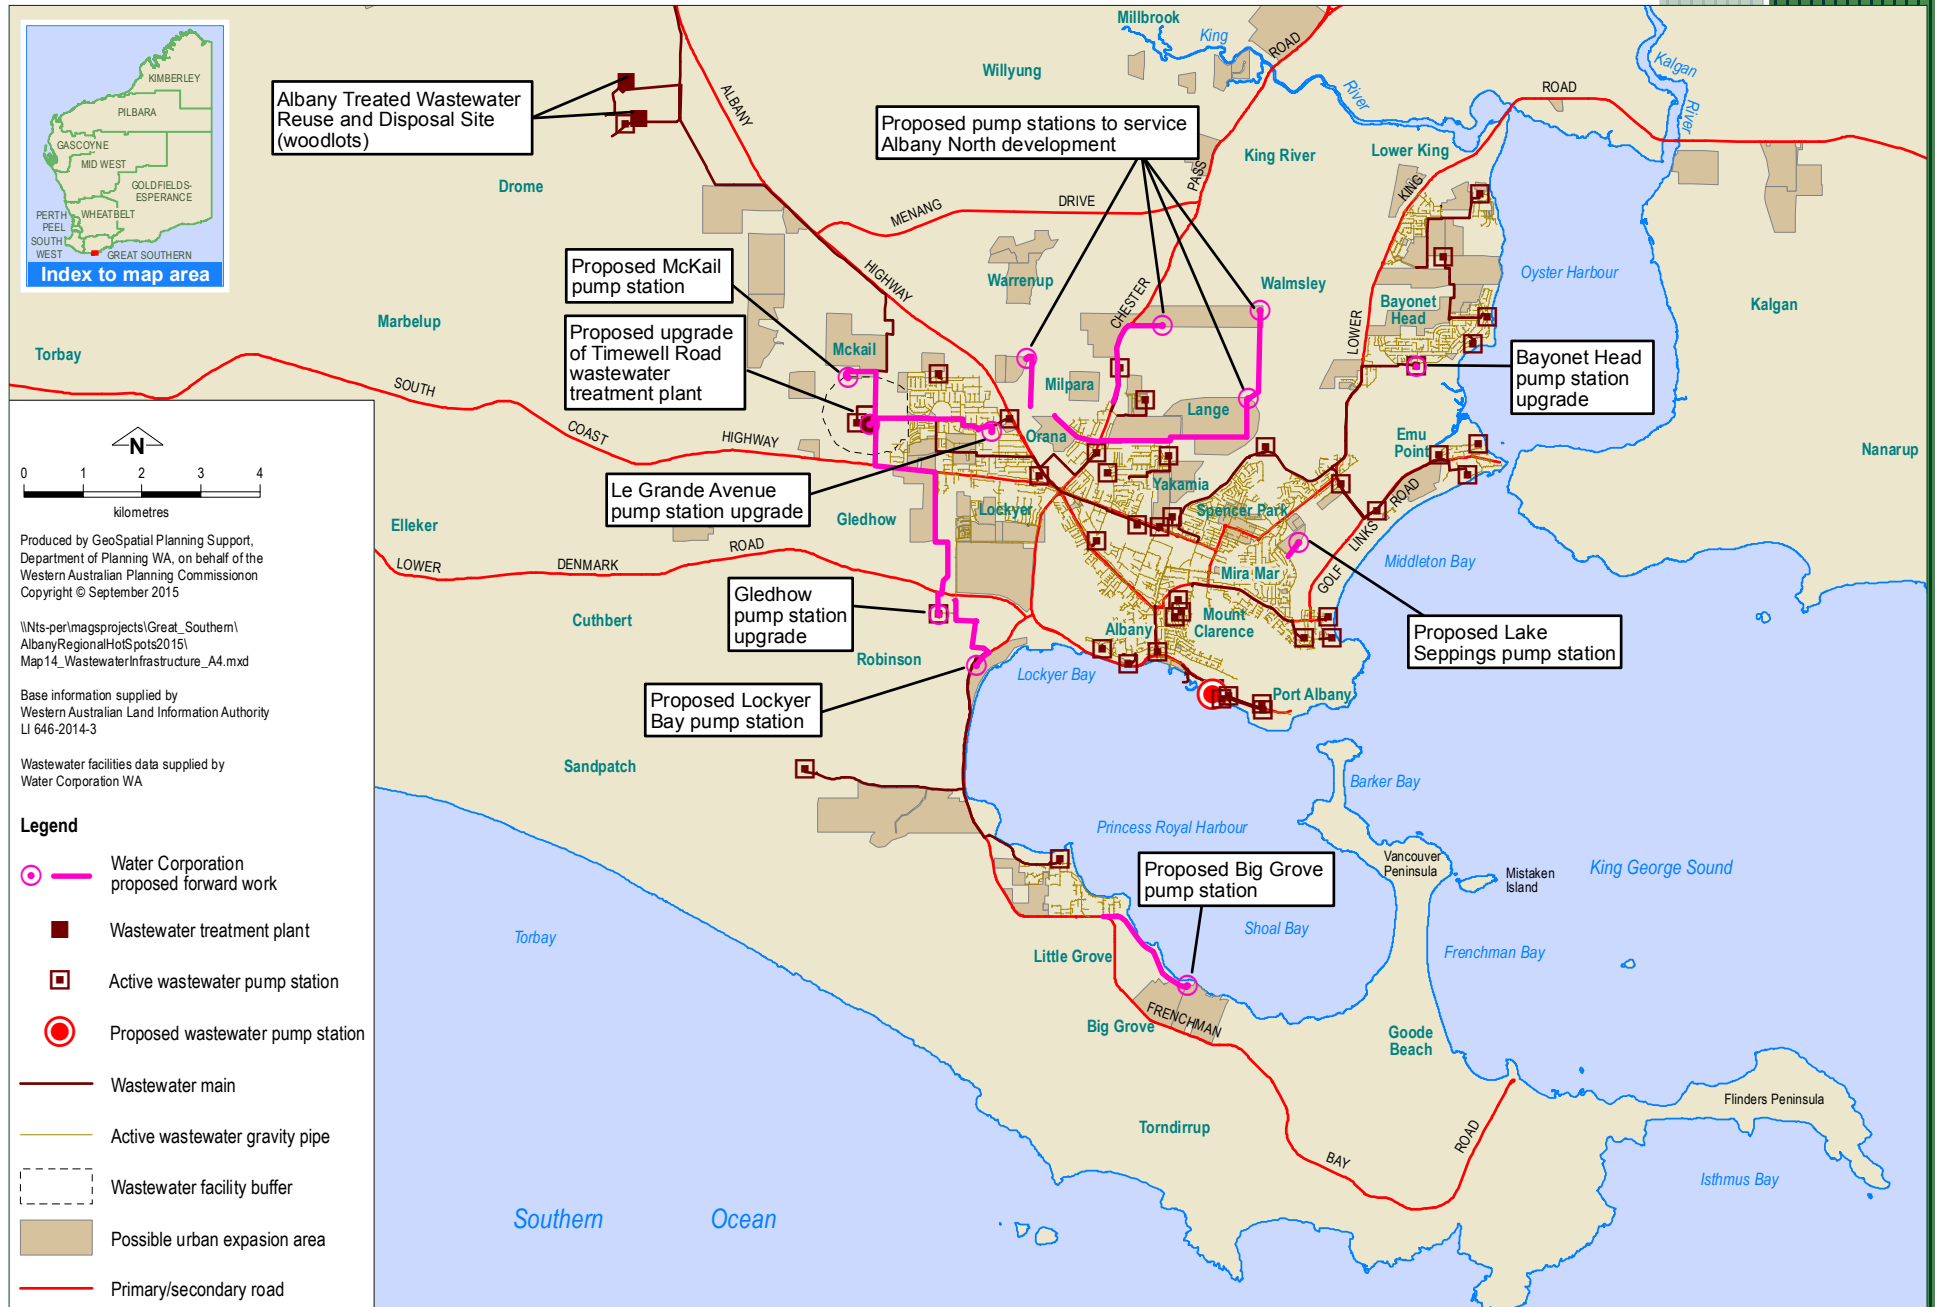 KIMBERLEY
PILBARA
GASCOYNE
MID WEST
GOLDFIELDS-
ESPERANCE
PERTH
PEEL
WHEATBELT
SOUTH
WEST
GREAT SOUTHERN
Index to map area
Albany Treated Wastewater
Reuse and Disposal Site
(woodlots)
Proposed pump stations to service
Albany North development
Proposed McKail
pump station
Proposed upgrade
of Timewell Road
wastewater
treatment plant
Le Grande Avenue
pump station upgrade
Gledhow
pump station
upgrade
Proposed Lockyer
Bay pump station
Bayonet Head
pump station
upgrade
Proposed Lake
Seppings pump station
Proposed Big Grove
pump station
Millbrook
King
ROAD
Willyung
River
Kalgan
River
ROAD
ALBANY
King River
Lower King
KING
PASS
Drome
MENANG
DRIVE
HIGHWAY
Warrenup
CHESTER
Walmsley
Oyster Harbour
Bayonet
Head
Kalgan
Marbelup
Torbay
Mckail
LOWER
SOUTH
COAST
HIGHWAY
Milpara
Lange
Orana
Emu
Point
Nanarup
Yakamia
ROAD
LINKS
GOLF
Elleker
Gledhow
Lockyer
Spencer Park
Middleton Bay
LOWER
DENMARK
ROAD
Mira Mar
Cuthbert
Albany
Mount
Clarence
Robinson
Lockyer Bay
Port Albany
Sandpatch
Barker Bay
Princess Royal Harbour
Vancouver
Peninsula
Mistaken
Island
King George Sound
Torbay
Shoal Bay
Frenchman Bay
Little Grove
FRENCHMAN
Big Grove
Goode
Beach
Flinders Peninsula
Torndirrup
BAY
ROAD
Isthmus Bay
Southern
Ocean
N
0 1 2 3 4
kilometres
Produced by GeoSpatial Planning Support,
Department of Planning WA, on behalf of the
Western Australian Planning Commissionon
Copyright © September 2015
\\Nts-per\magsprojects\Great_Southern\
AlbanyRegionalHotSpots2015\
Map14_WastewaterInfrastructure_A4.mxd
Base information supplied by
Western Australian Land Information Authority
LI 646-2014-3
Wastewater facilities data supplied by
Water Corporation WA
Legend
Water Corporation
proposed forward work
Wastewater treatment plant
Active wastewater pump station
Proposed wastewater pump station
Wastewater main
Active wastewater gravity pipe
Wastewater facility buffer
Possible urban expasion area
Primary/secondary road